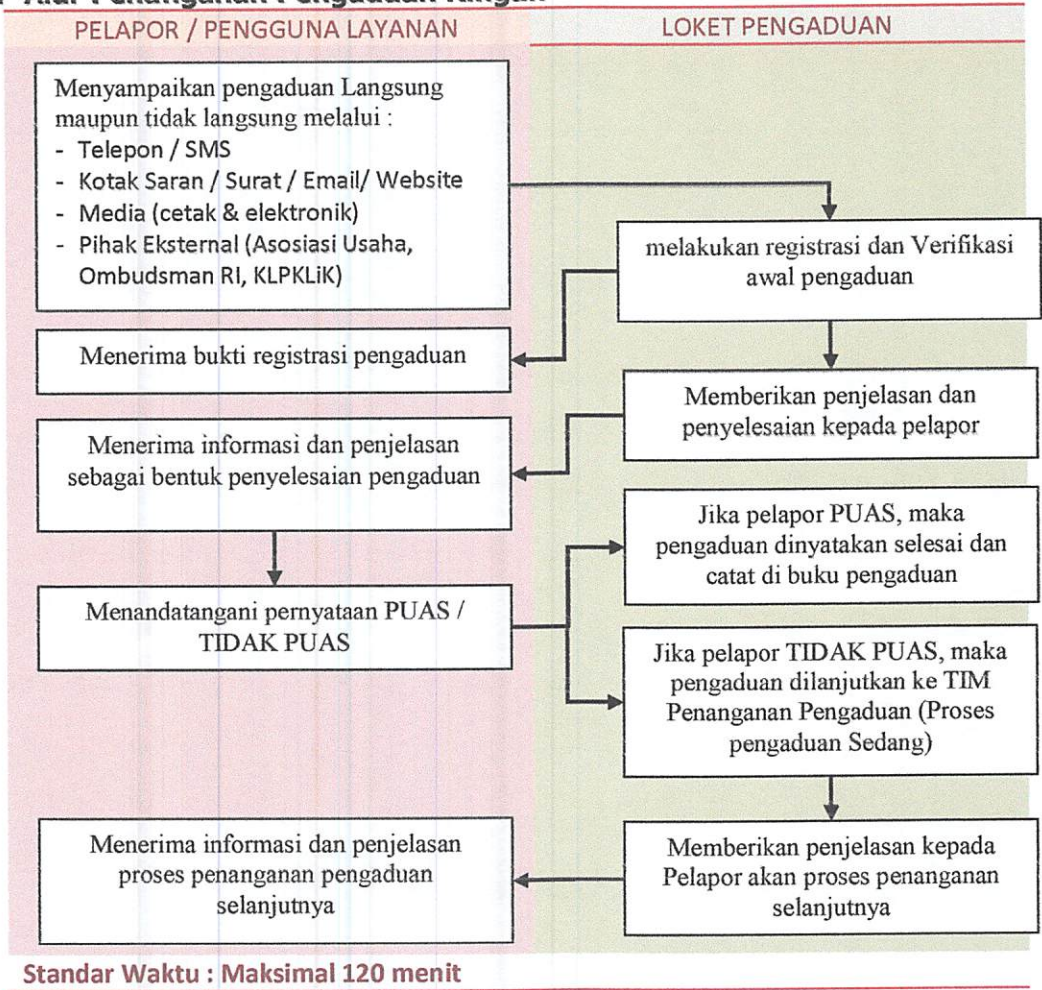 Alur Penanganan Pengaduan Ringan
PELAPOR / PENGGUNA LAYANAN
LOKET PENGADUAN
Menyampaikan pengaduan Langsung
maupun tidak langsung melalui :
- Telepon / SMS
- Kotak Saran / Surat / Email/ Website
- Media (cetak & elektronik)
- Pihak Eksternal (Asosiasi Usaha,
Ombudsman RI, KLPKLiK)
melakukan registrasi dan Verifikasi
awal pengaduan
Menerima bukti registrasi pengaduan
Memberikan penjelasan dan
penyelesaian kepada pelapor
Menerima informasi dan penjelasan
sebagai bentuk penyelesaian pengaduan
Jika pelapor PUAS, maka
pengaduan dinyatakan selesai dan
catat di buku pengaduan
Menandatangani pernyataan PUAS /
TIDAK PUAS
Jika pelapor TIDAK PUAS, maka
pengaduan dilanjutkan ke TIM
Penanganan Pengaduan (Proses
pengaduan Sedang)
Menerima informasi dan penjelasan
proses penanganan pengaduan
selanjutnya
Memberikan penjelasan kepada
Pelapor akan proses penanganan
selanjutnya
Standar Waktu : Maksimal 120 menit